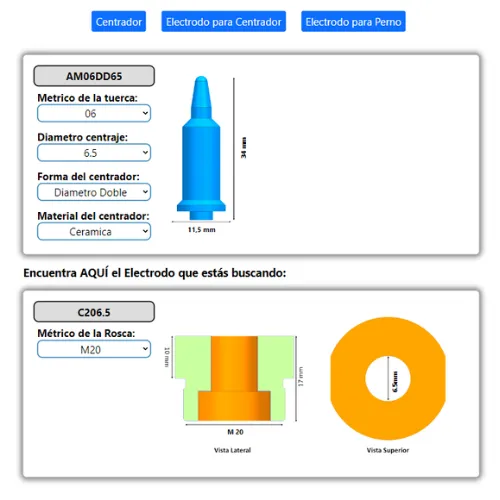 Centrador
Electrodo para Centrador
Electrodo para Perno
AM06DD65
Metrico de la tuerca:
06
Diametro centraje:
6.5
Forma del centrador:
Diametro Doble
Material del centrador:
Ceramica
34 mm
11,5 mm
Encuentra AQUÍ el Electrodo que estás buscando:
C206.5
Métrico de la Rosca:
M20
10 mm
17 mm
M 20
Vista Lateral
6.5mm
Vista Superior